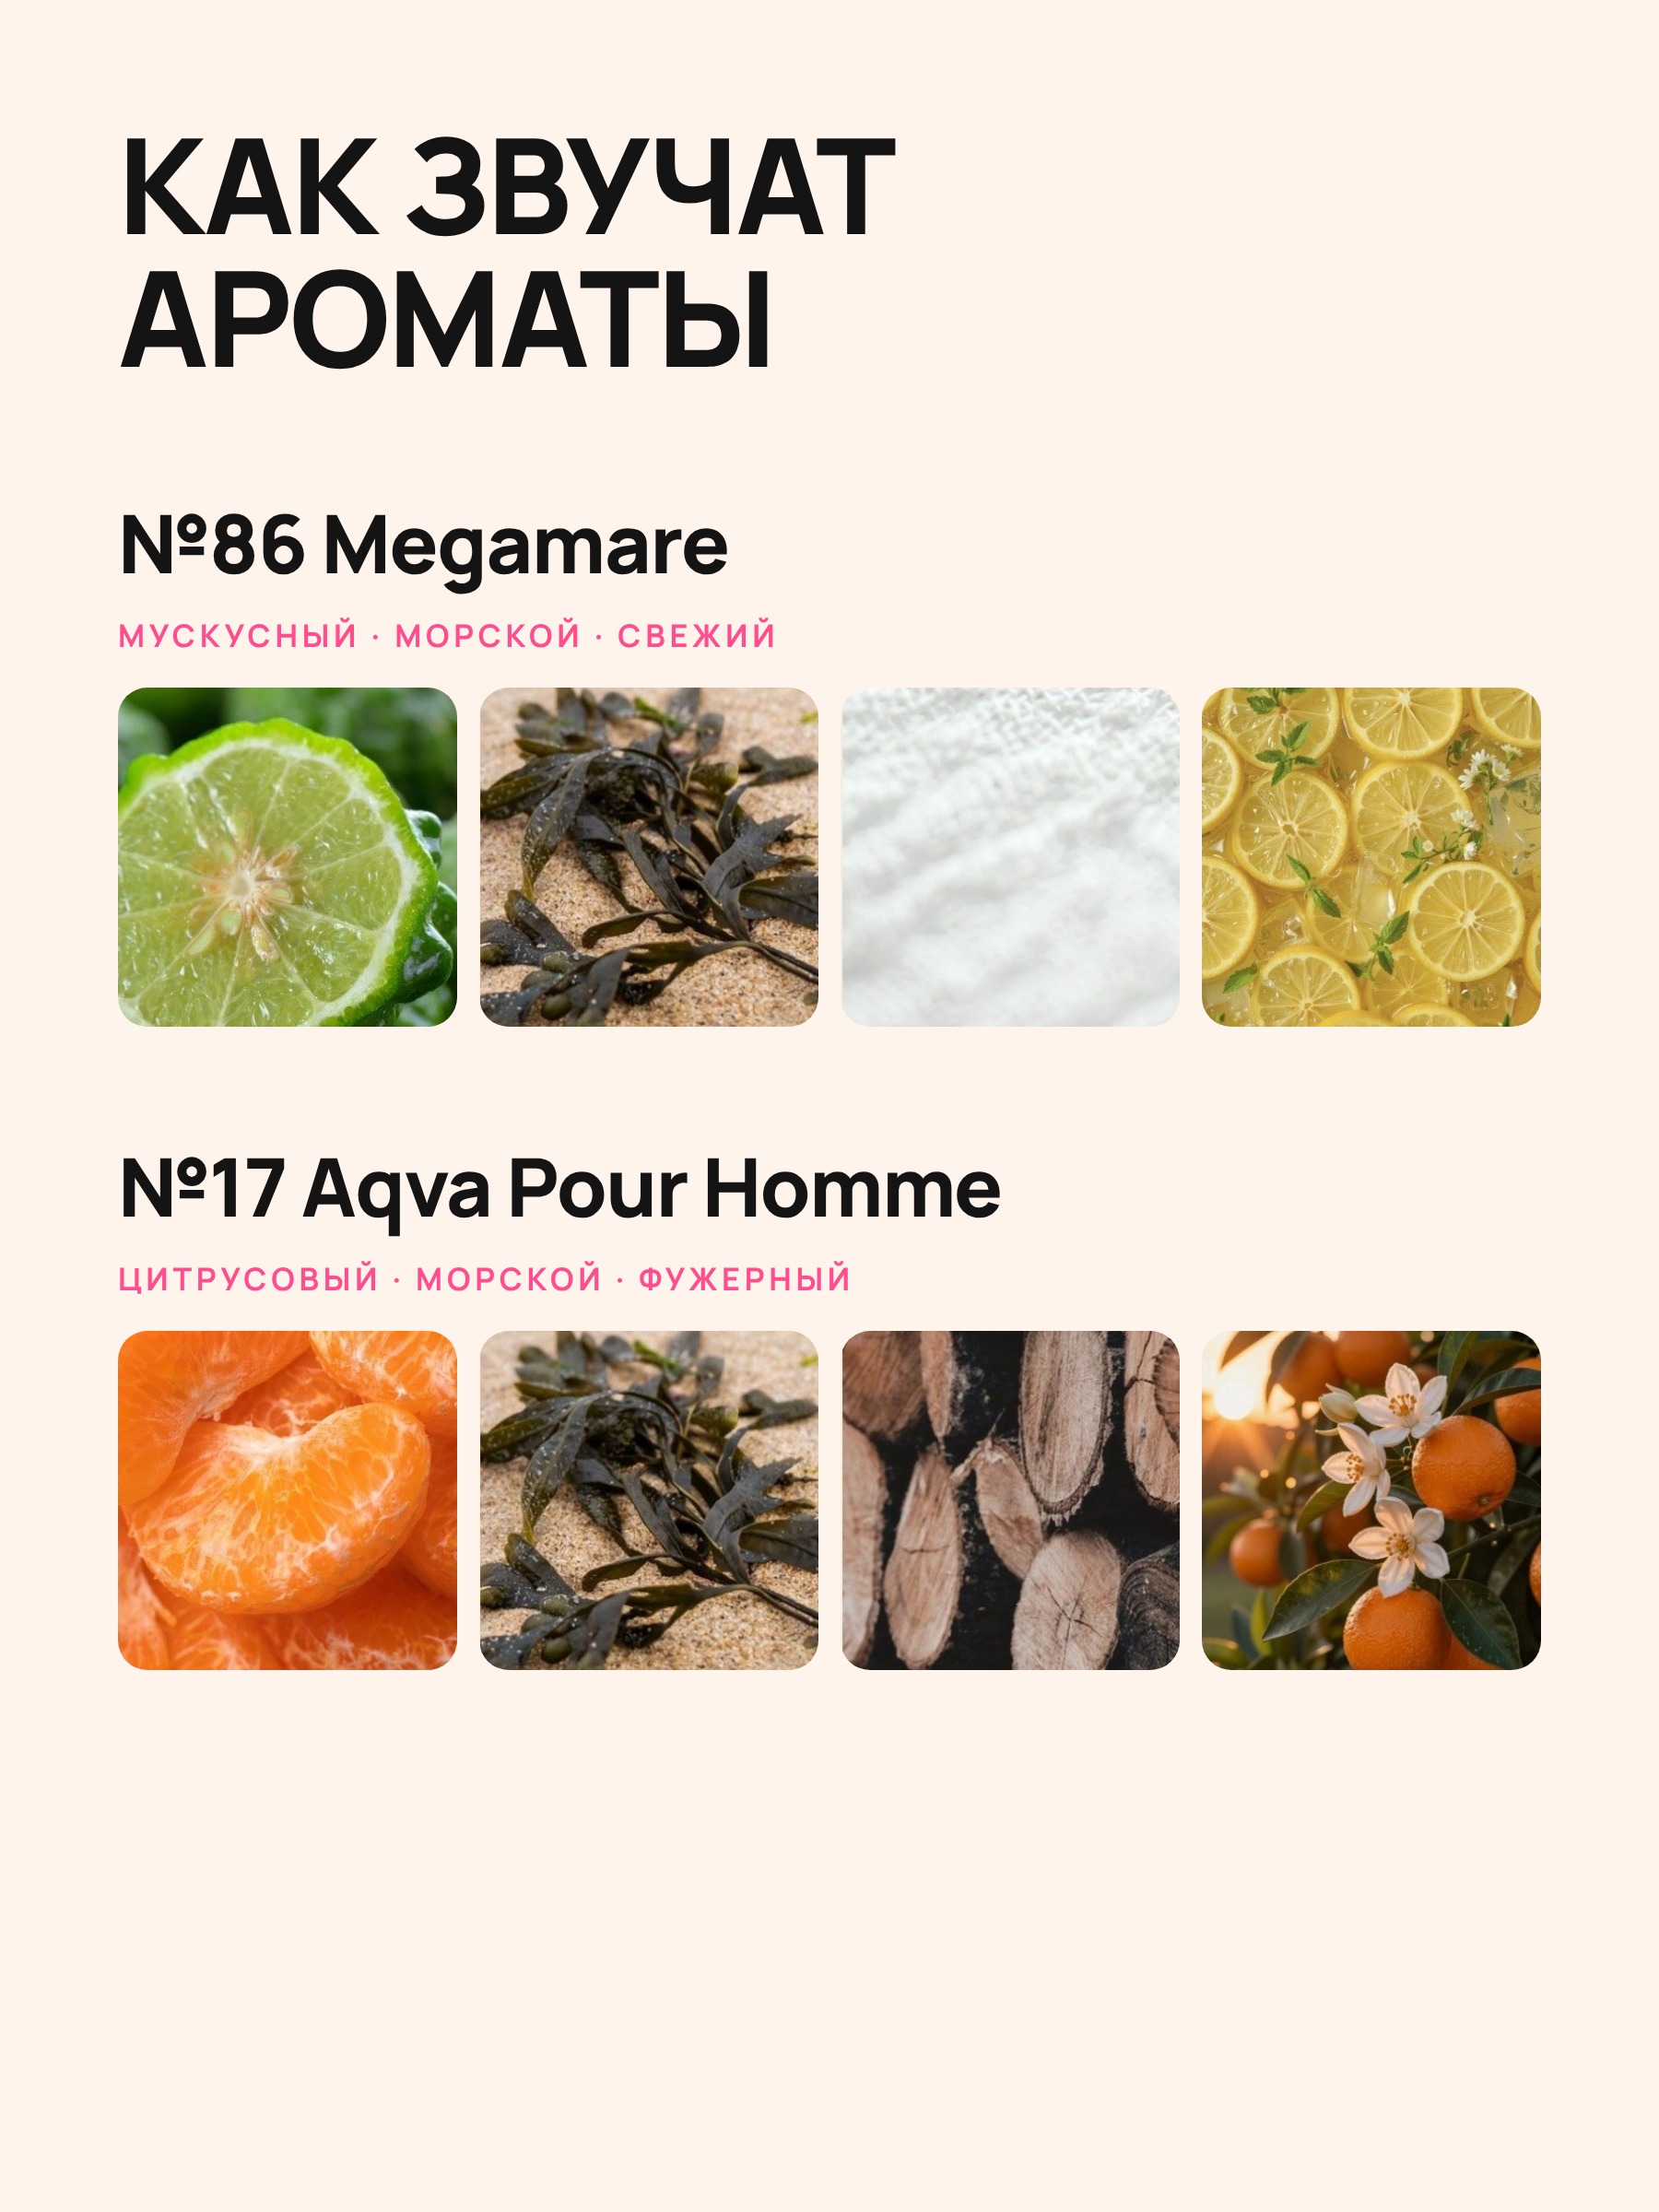 КАК ЗВУЧАТ
АРОМАТЫ
№86 Megamare
МУСКУСНЫЙ · МОРСКОЙ · СВЕЖИЙ
№17 Aqva Pour Homme
ЦИТРУСОВЫЙ · МОРСКОЙ · ФУЖЕРНЫЙ